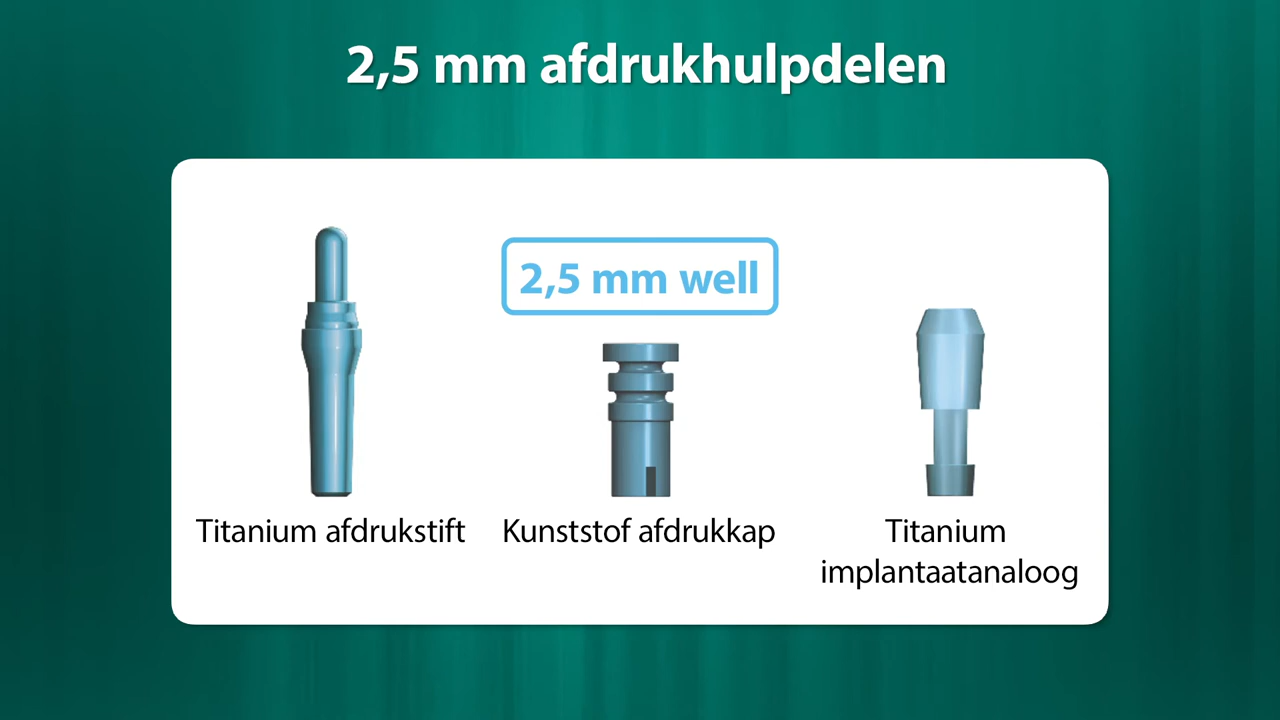 2,5 mm afdrukhulpdelen
2,5 mm well
Titanium afdrukstift
Kunststof afdrukkap
Titanium
implantaatanaloog